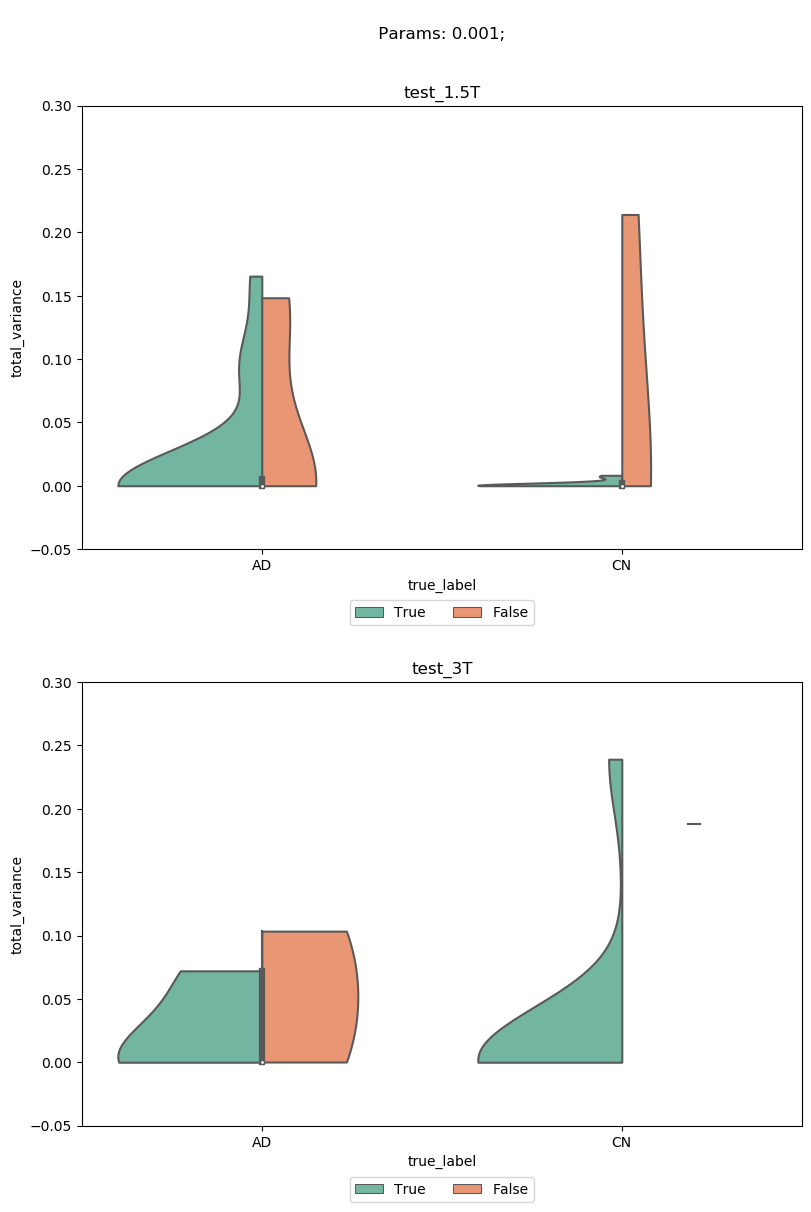 Params: 0.001;
test_1.5T
0.30
0.25
0.20
0.15
0.10
0.05
0.00
−0.05
total_variance
AD CN
true_label
True False
test_3T
0.30
0.25
0.20
0.15
0.10
0.05
0.00
−0.05
total_variance
AD CN
true_label
True False